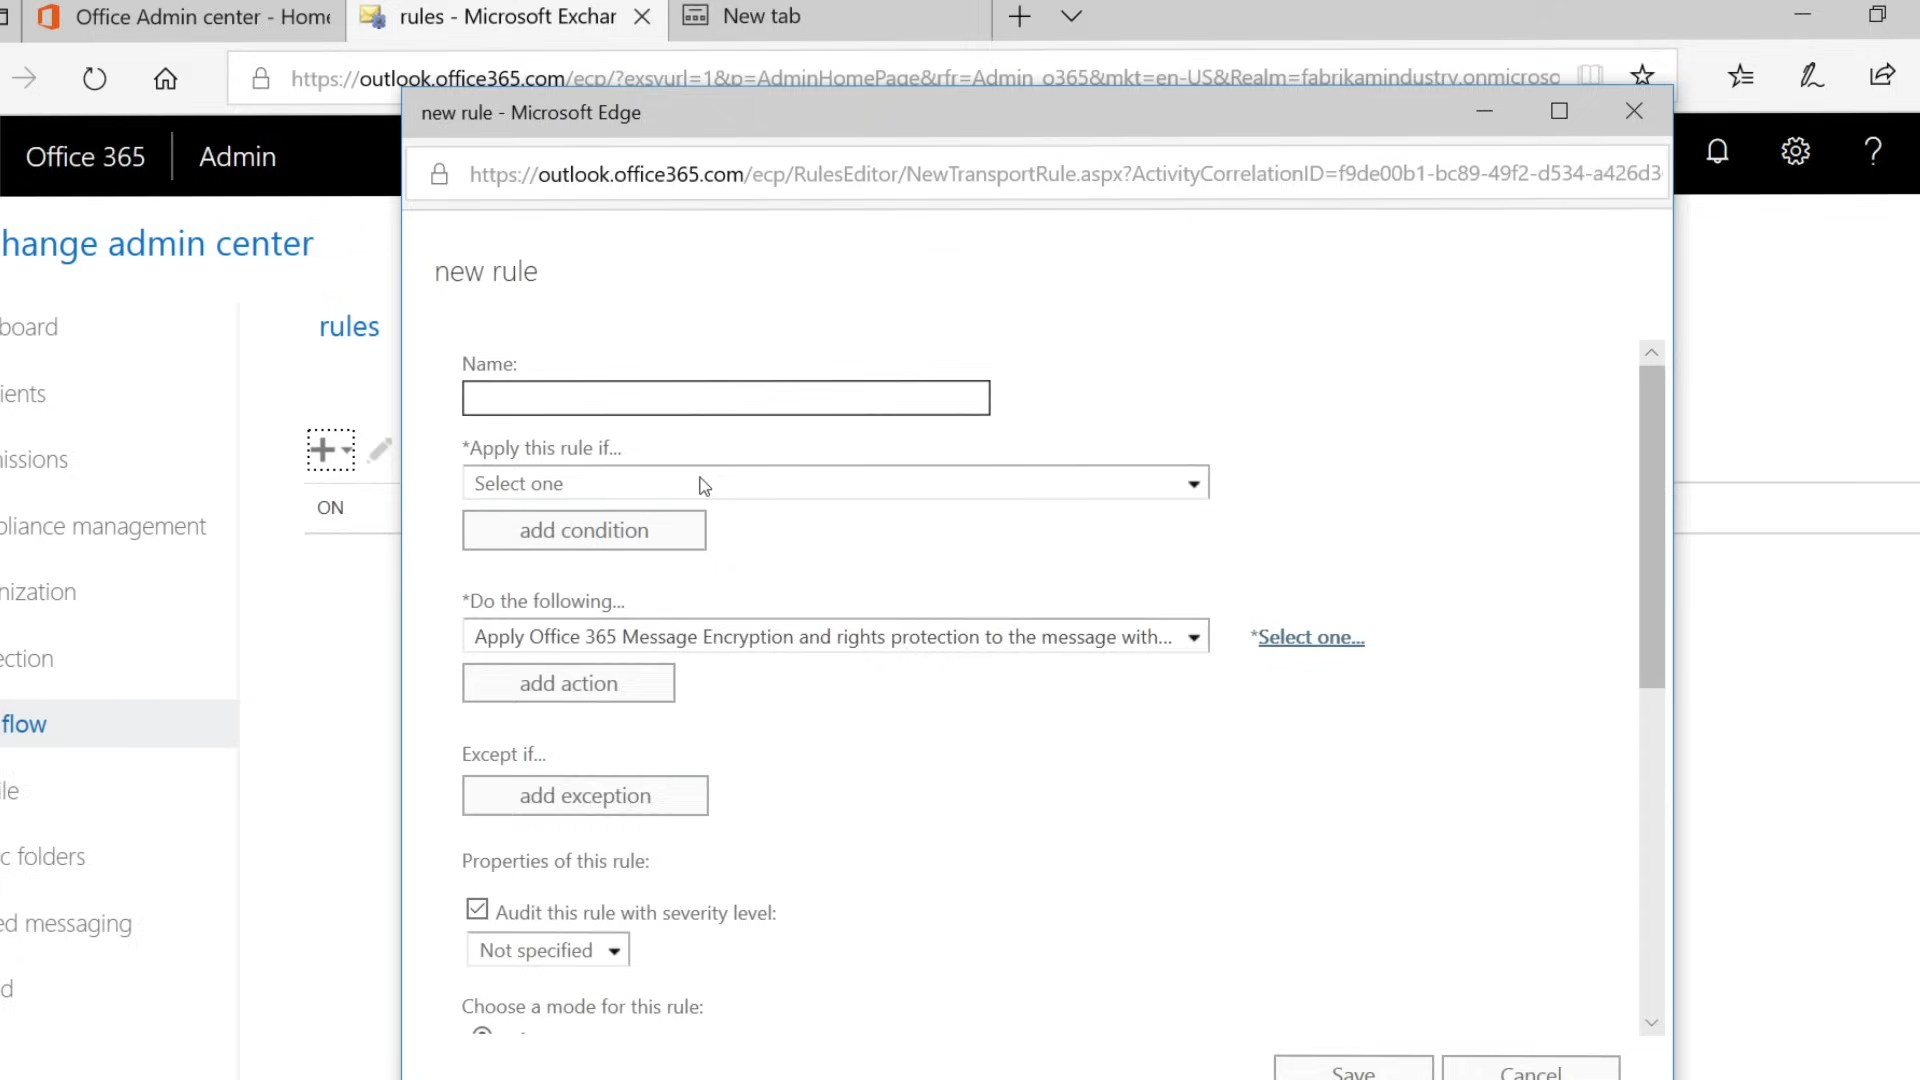 Office Admin center - Home
rules - Microsoft Exchar
New tab
https://outlook.office365.com/ecp/?exsvurl=1&p=AdminHomePage&rfr=Admin_o365&mkt=en-US&Realm=fabrikamindustry.onmicroso
new rule - Microsoft Edge
Office 365
Admin
https://outlook.office365.com/ecp/RulesEditor/NewTransportRule.aspx?ActivityCorrelationID=f9de00b1-bc89-49f2-d534-a426d3
hange admin center
new rule
board
rules
Name:
ients
*Apply this rule if...
issions
Select one
ON
pliance management
add condition
nization
*Do the following...
Apply Office 365 Message Encryption and rights protection to the message with...
*Select one...
ection
add action
flow
Except if...
ile
add exception
c folders
Properties of this rule:
ed messaging
Audit this rule with severity level:
Not specified
d
Choose a mode for this rule:
Save
Cancel